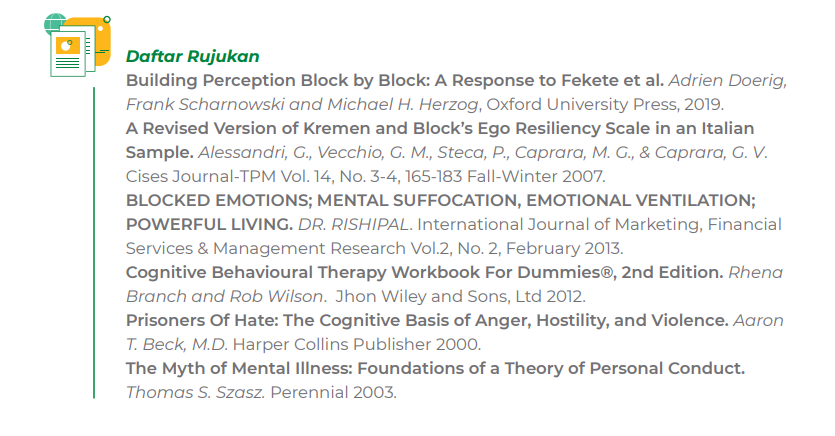 Daftar Rujukan
Building Perception Block by Block: A Response to Fekete et al. Adrien Doerig,
Frank Scharnowski and Michael H. Herzog, Oxford University Press, 2019.
A Revised Version of Kremen and Block’s Ego Resiliency Scale in an Italian
Sample. Alessandri, G., Vecchio, G. M., Steca, P., Caprara, M. G., & Caprara, G. V.
Cises Journal-TPM Vol. 14, No. 3-4, 165-183 Fall-Winter 2007.
BLOCKED EMOTIONS; MENTAL SUFFOCATION, EMOTIONAL VENTILATION;
POWERFUL LIVING. DR. RISHIPAL. International Journal of Marketing, Financial
Services & Management Research Vol.2, No. 2, February 2013.
Cognitive Behavioural Therapy Workbook For Dummies®, 2nd Edition. Rhena
Branch and Rob Wilson. Jhon Wiley and Sons, Ltd 2012.
Prisoners Of Hate: The Cognitive Basis of Anger, Hostility, and Violence. Aaron
T. Beck, M.D. Harper Collins Publisher 2000.
The Myth of Mental Illness: Foundations of a Theory of Personal Conduct.
Thomas S. Szasz. Perennial 2003.